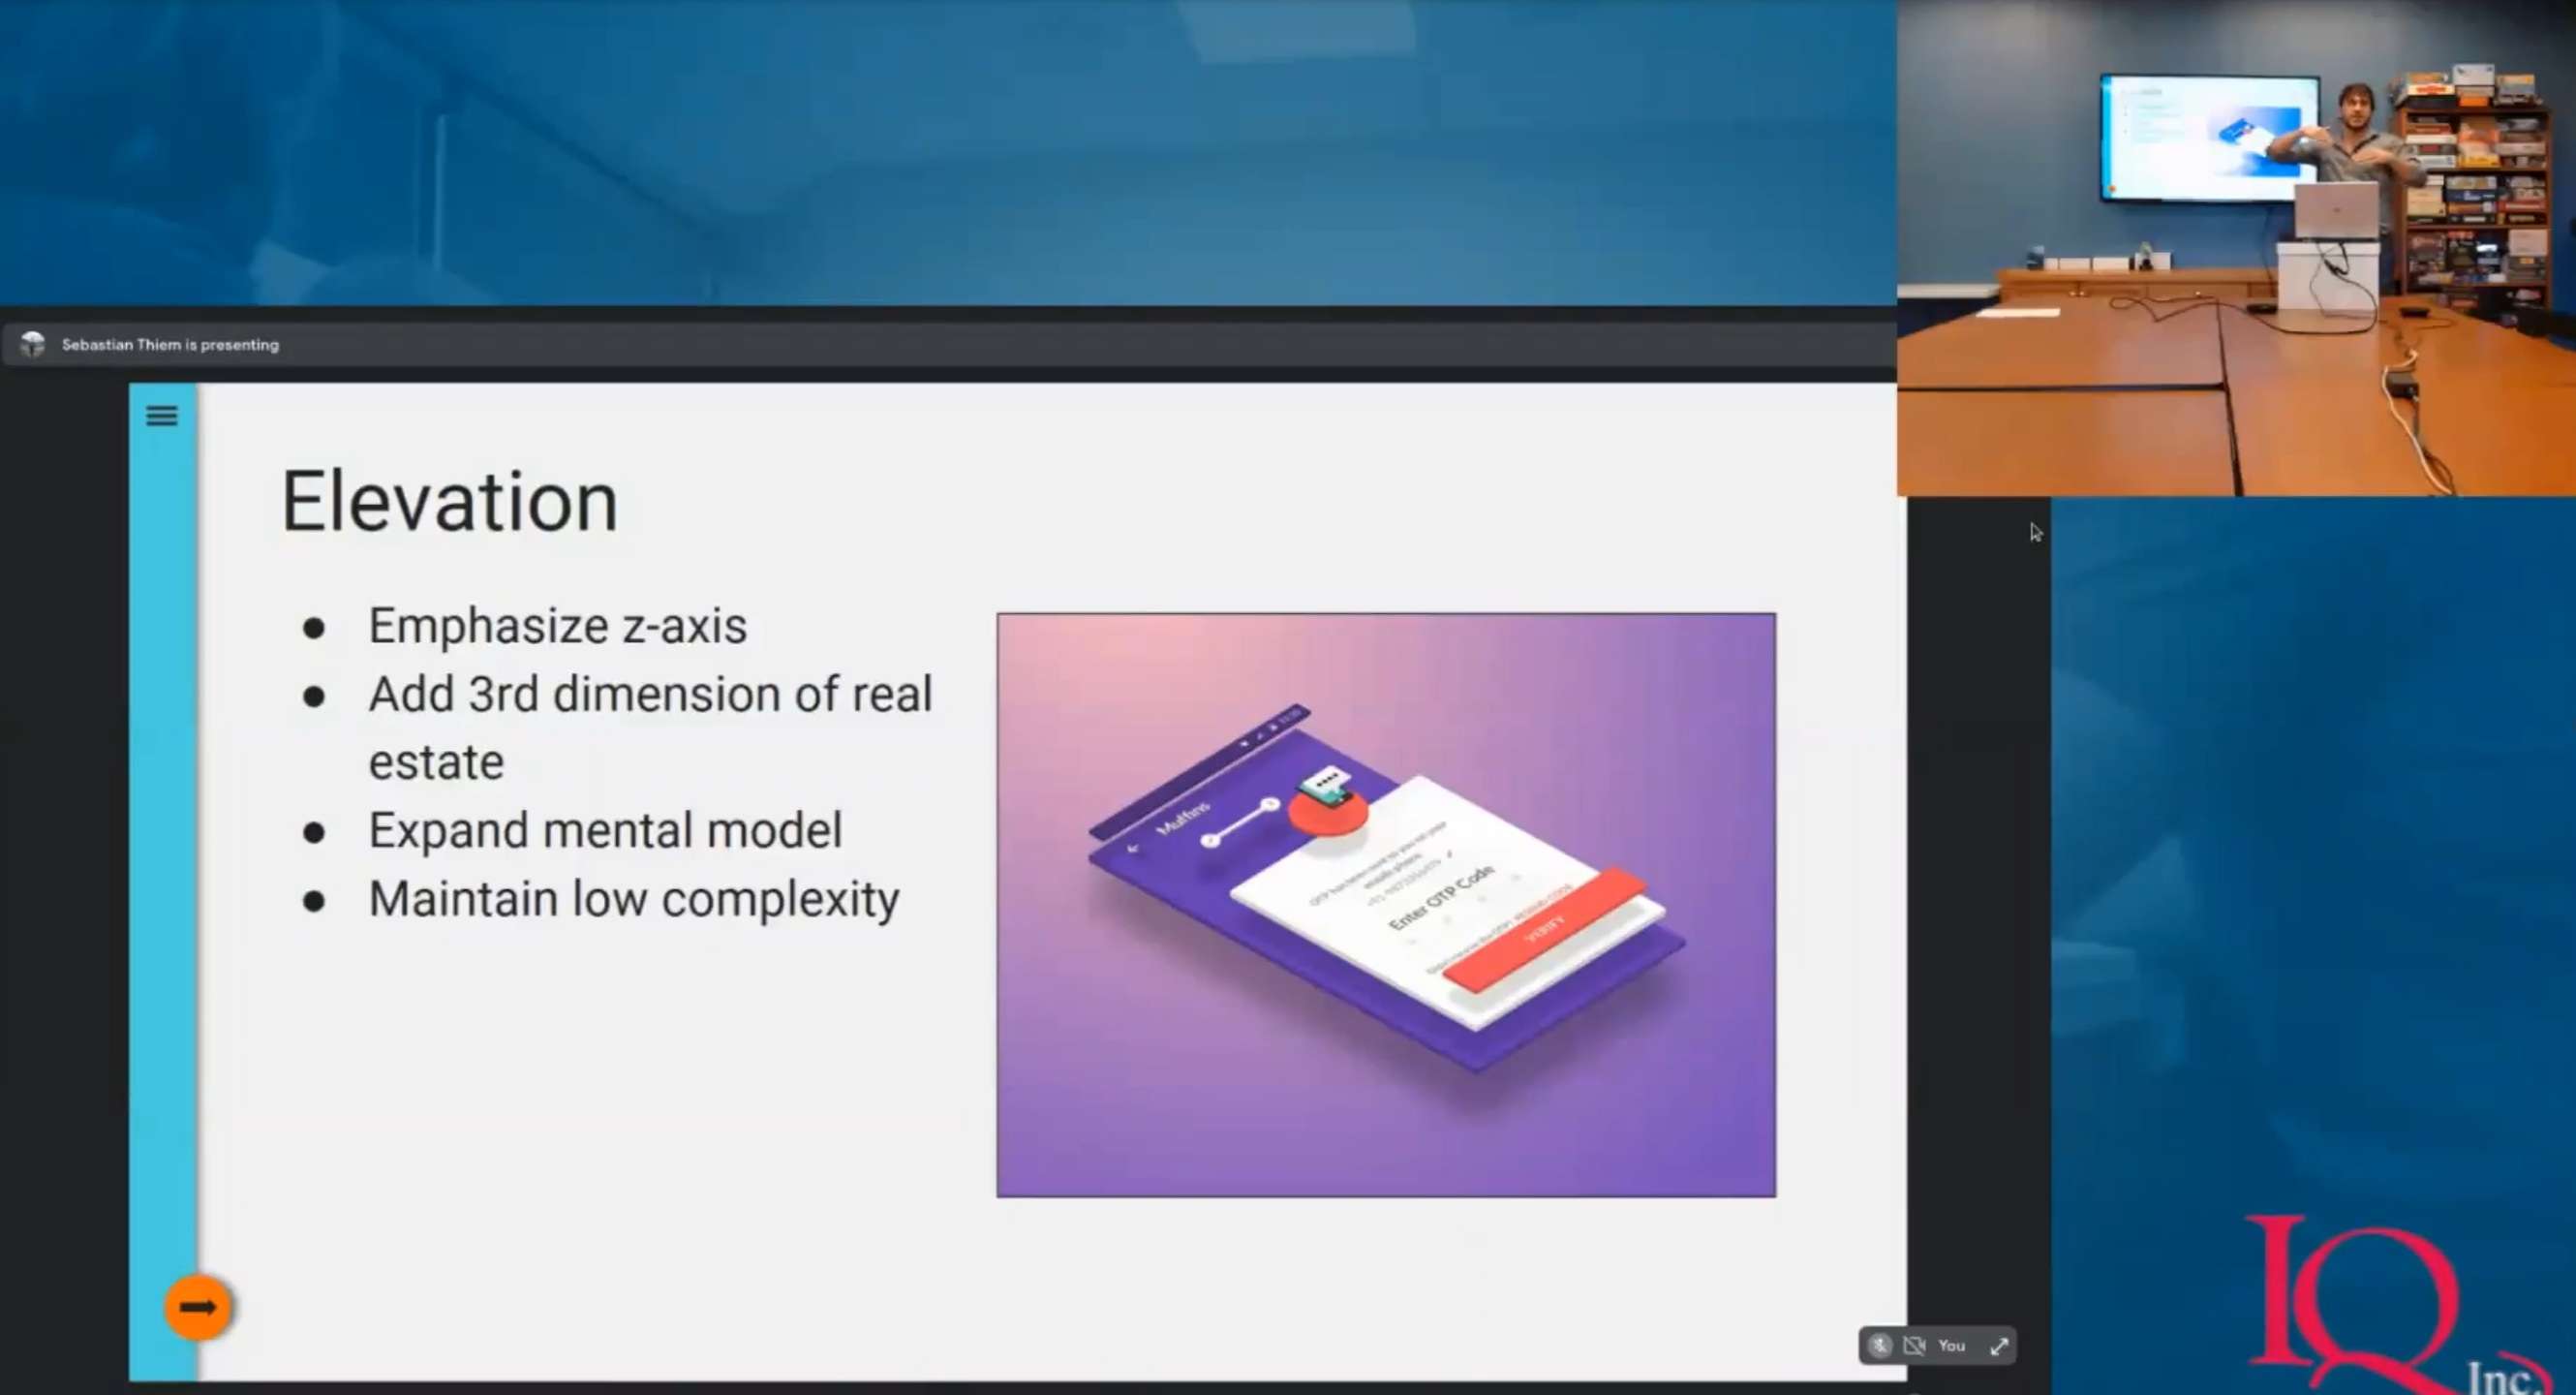 Sebastian Thiem is presenting
Elevation
● Emphasize z-axis
● Add 3rd dimension of real
estate
● Expand mental model
● Maintain low complexity
Muffins
Enter OTP Code
VERIFY
You
IQ
Inc.